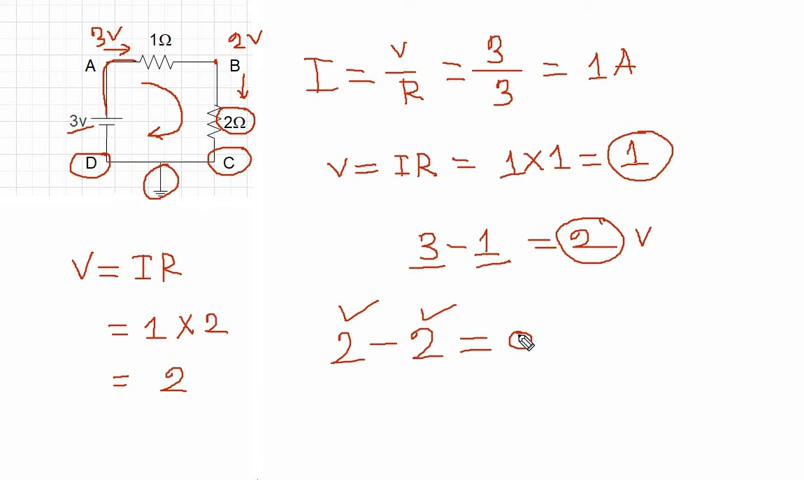 3V
1Ω
2V
A
B
3v
2Ω
D
C
I = V/R = 3/3 = 1A
V = IR = 1×1 = 1
3 - 1 = 2 V
V = IR
= 1 × 2
= 2
2 - 2 = 0